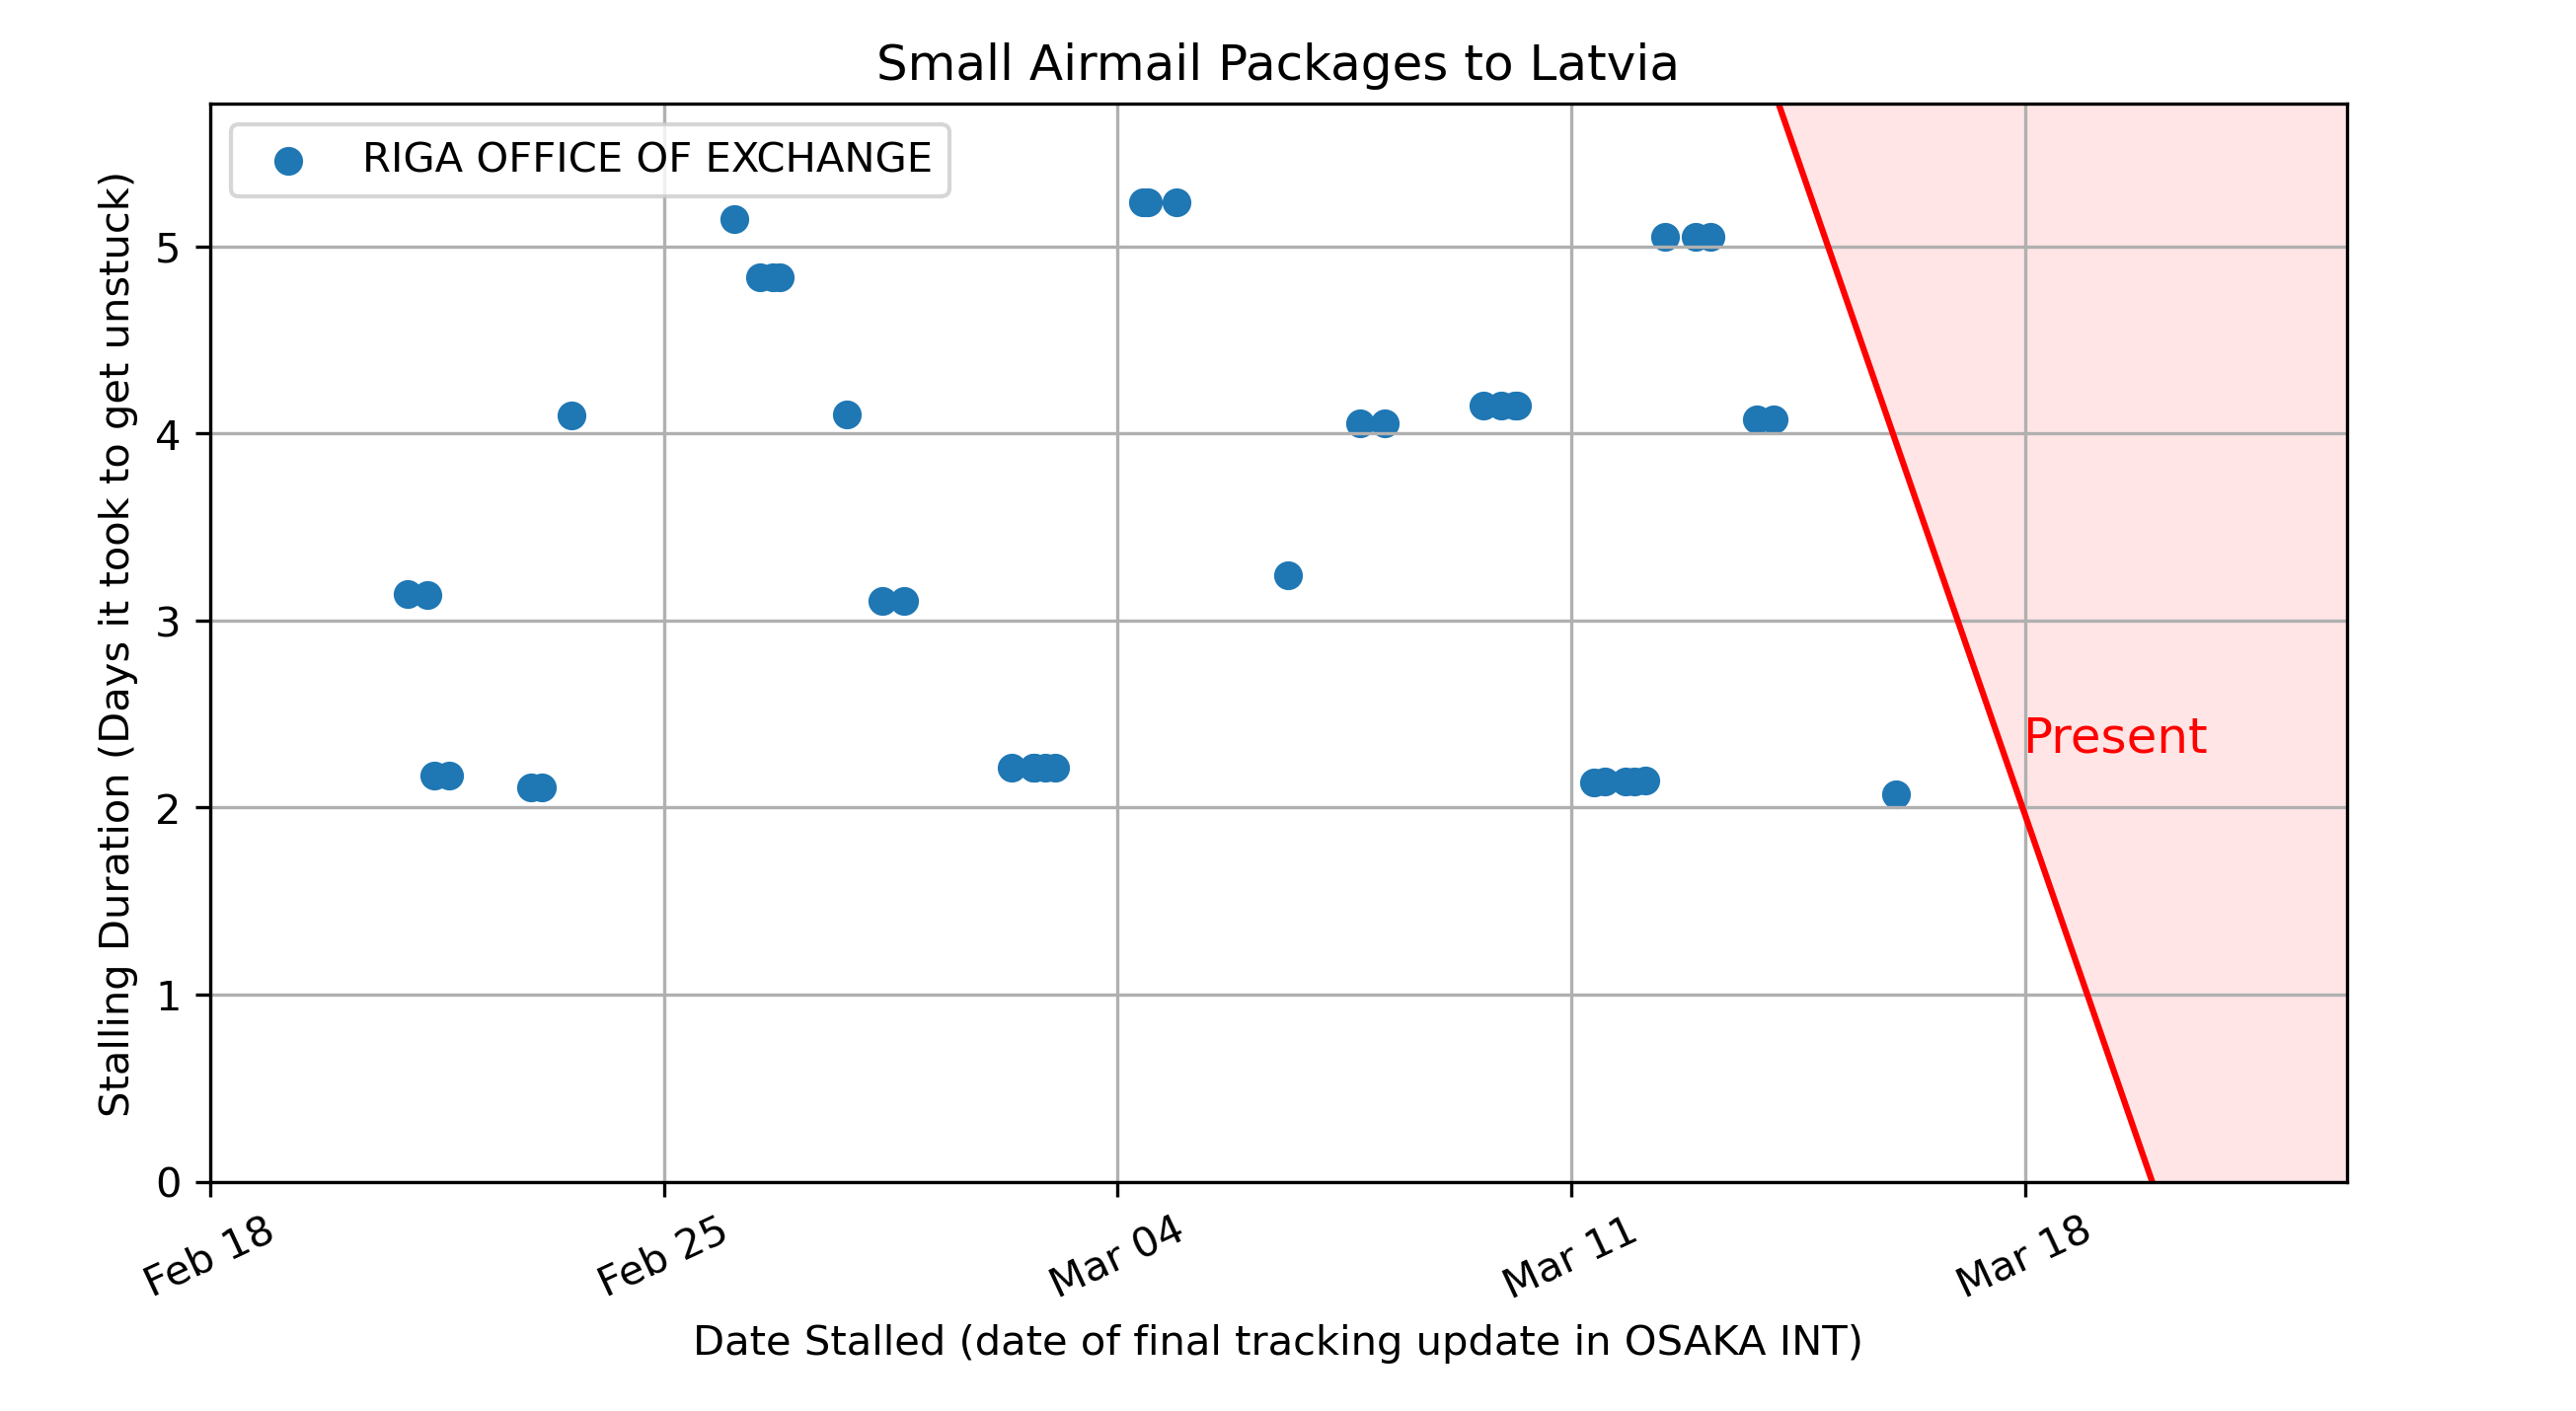 Small Airmail Packages to Latvia
RIGA OFFICE OF EXCHANGE
Stalling Duration (Days it took to get unstuck)
5
4
3
2
1
0
Present
Feb 18
Feb 25
Mar 04
Mar 11
Mar 18
Date Stalled (date of final tracking update in OSAKA INT)